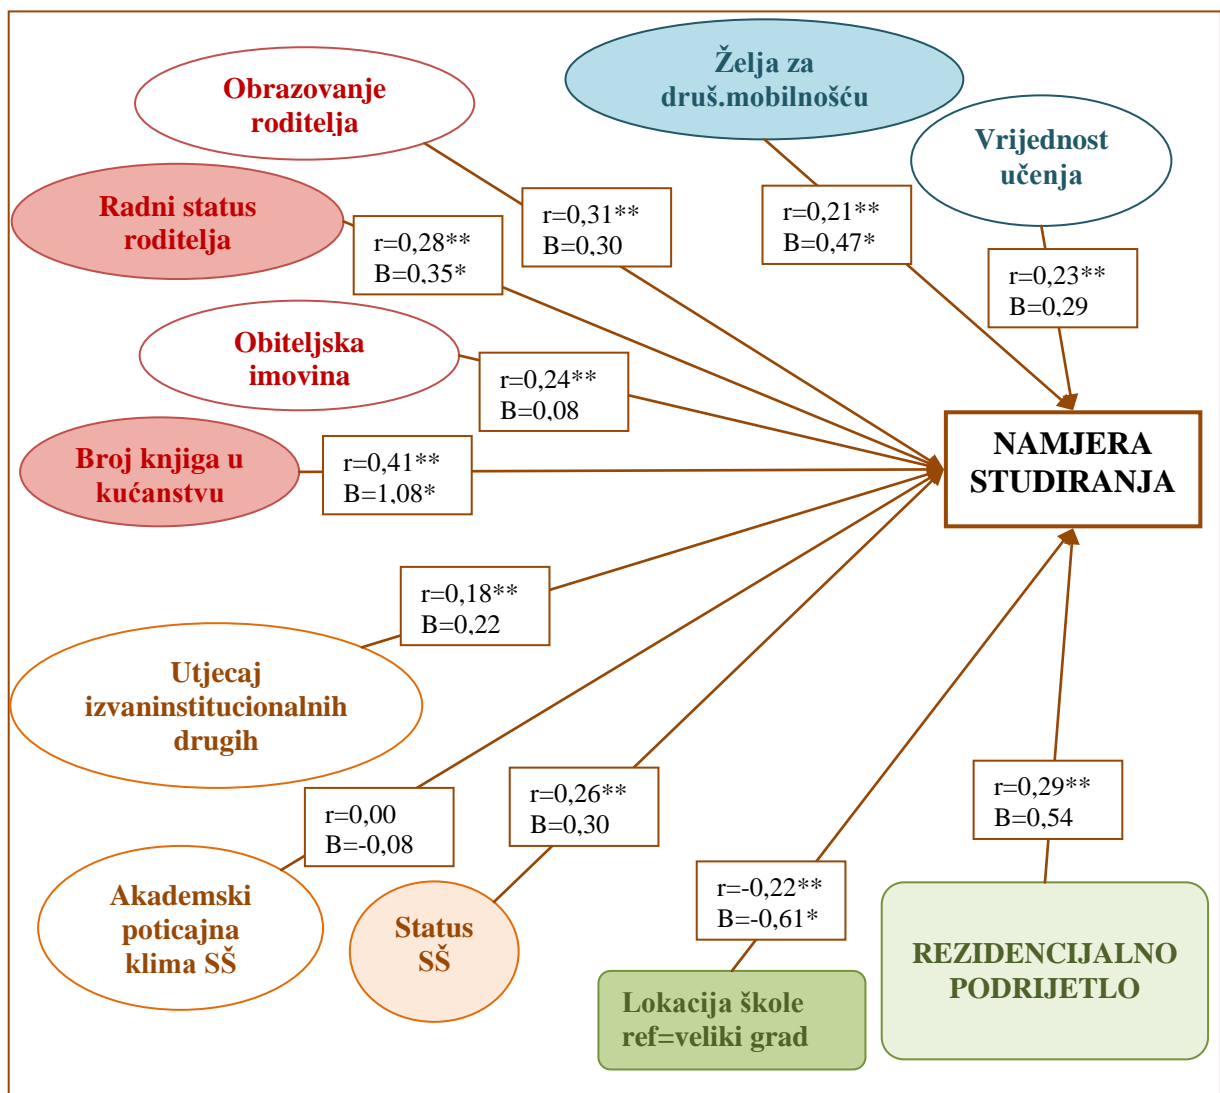 Obrazovanje
roditelja
Želja za
druš.mobilnošću
Vrijednost
učenja
Radni status
roditelja
r=0,31**
B=0,30
r=0,21**
B=0,47*
r=0,28**
B=0,35*
r=0,23**
B=0,29
Obiteljska
imovina
r=0,24**
B=0,08
NAMJERA
STUDIRANJA
Broj knjiga u
kućanstvu
r=0,41**
B=1,08*
r=0,18**
B=0,22
Utjecaj
izvaninstitucionalnih
drugih
r=0,00
B=-0,08
r=0,26**
B=0,30
r=0,29**
B=0,54
r=-0,22**
B=-0,61*
Akademski
poticajna
klima SŠ
Status
SŠ
Lokacija škole
ref=veliki grad
REZIDENCIJALNO
PODRIJETLO